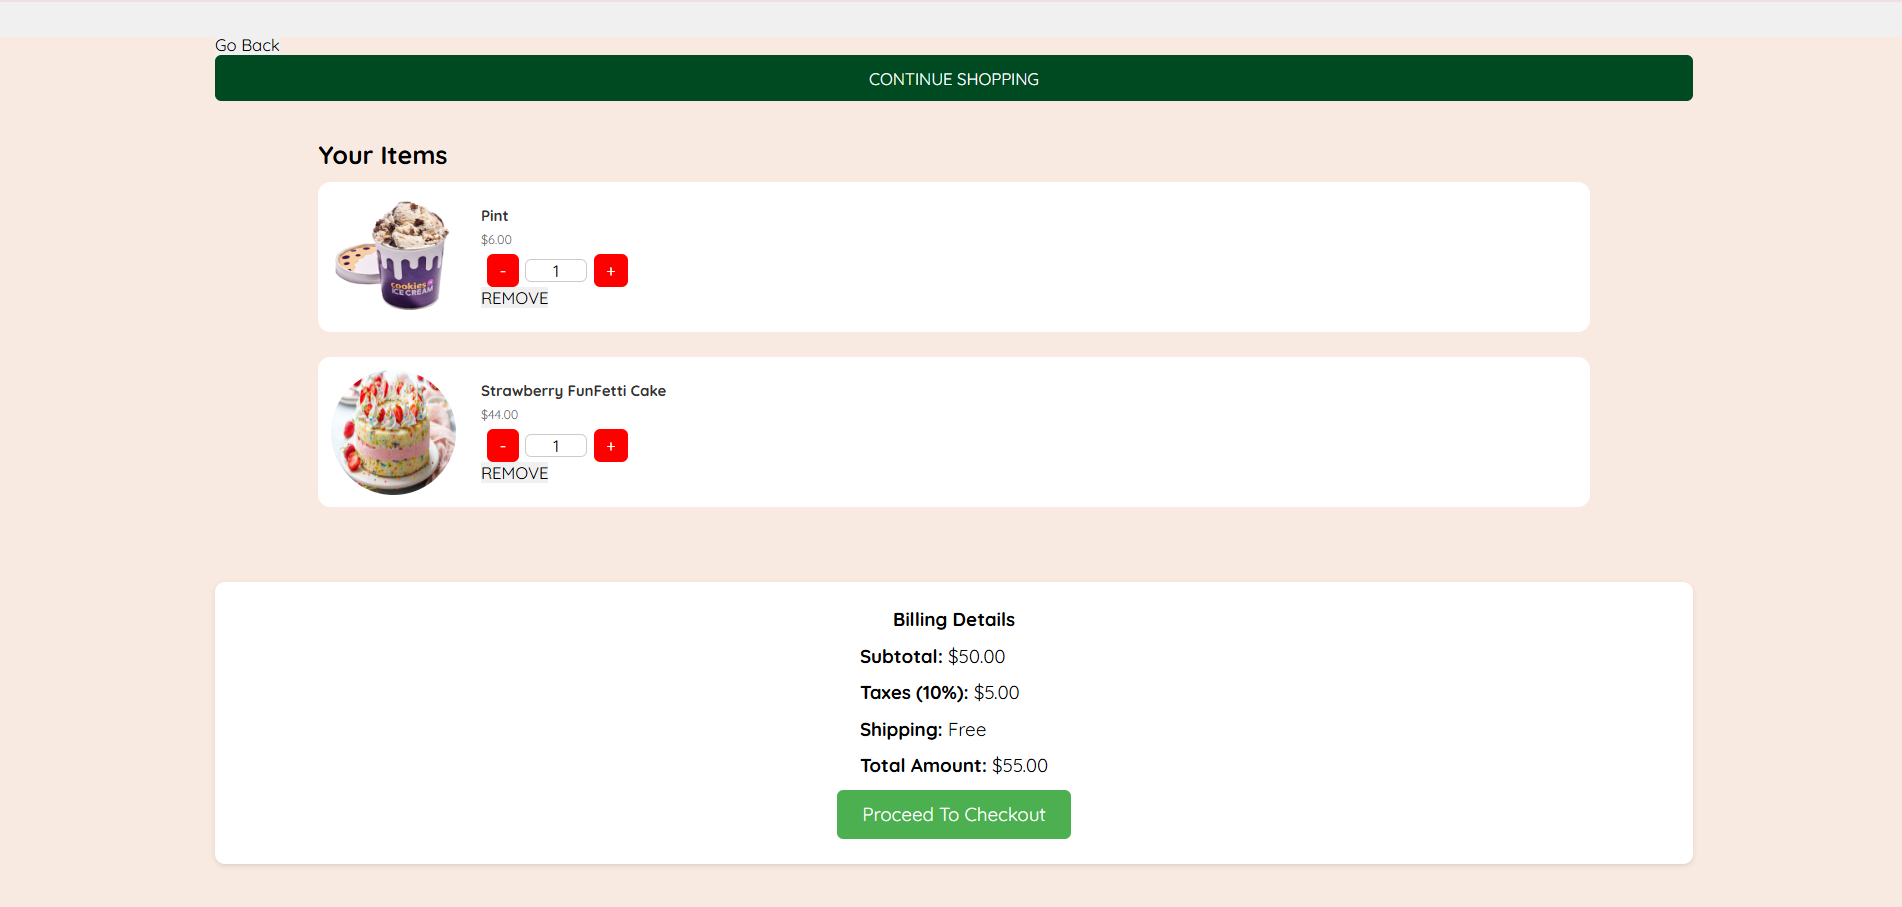 Go Back
CONTINUE SHOPPING
Your Items
Pint
$6.00
- 1 +
REMOVE
cookies
ICE CREAM
Strawberry FunFetti Cake
$44.00
- 1 +
REMOVE
Billing Details
Subtotal: $50.00
Taxes (10%): $5.00
Shipping: Free
Total Amount: $55.00
Proceed To Checkout